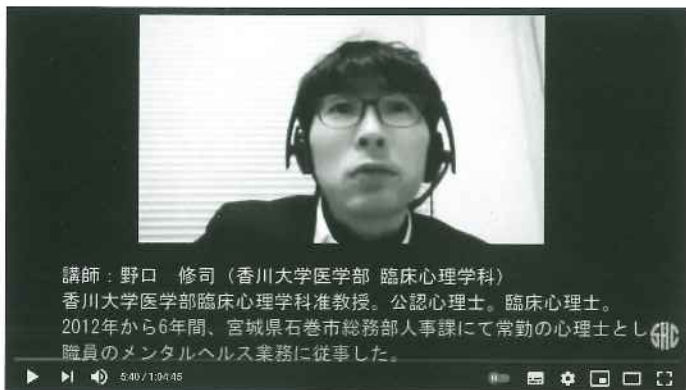 講師：野口　修司（香川大学医学部 臨床心理学科）
香川大学医学部臨床心理学科准教授。公認心理士。臨床心理士。
2012年から6年間、宮城県石巻市総務部人事課にて常勤の心理士とし
職員のメンタルヘルス業務に従事した。
5:40 / 1:04:45